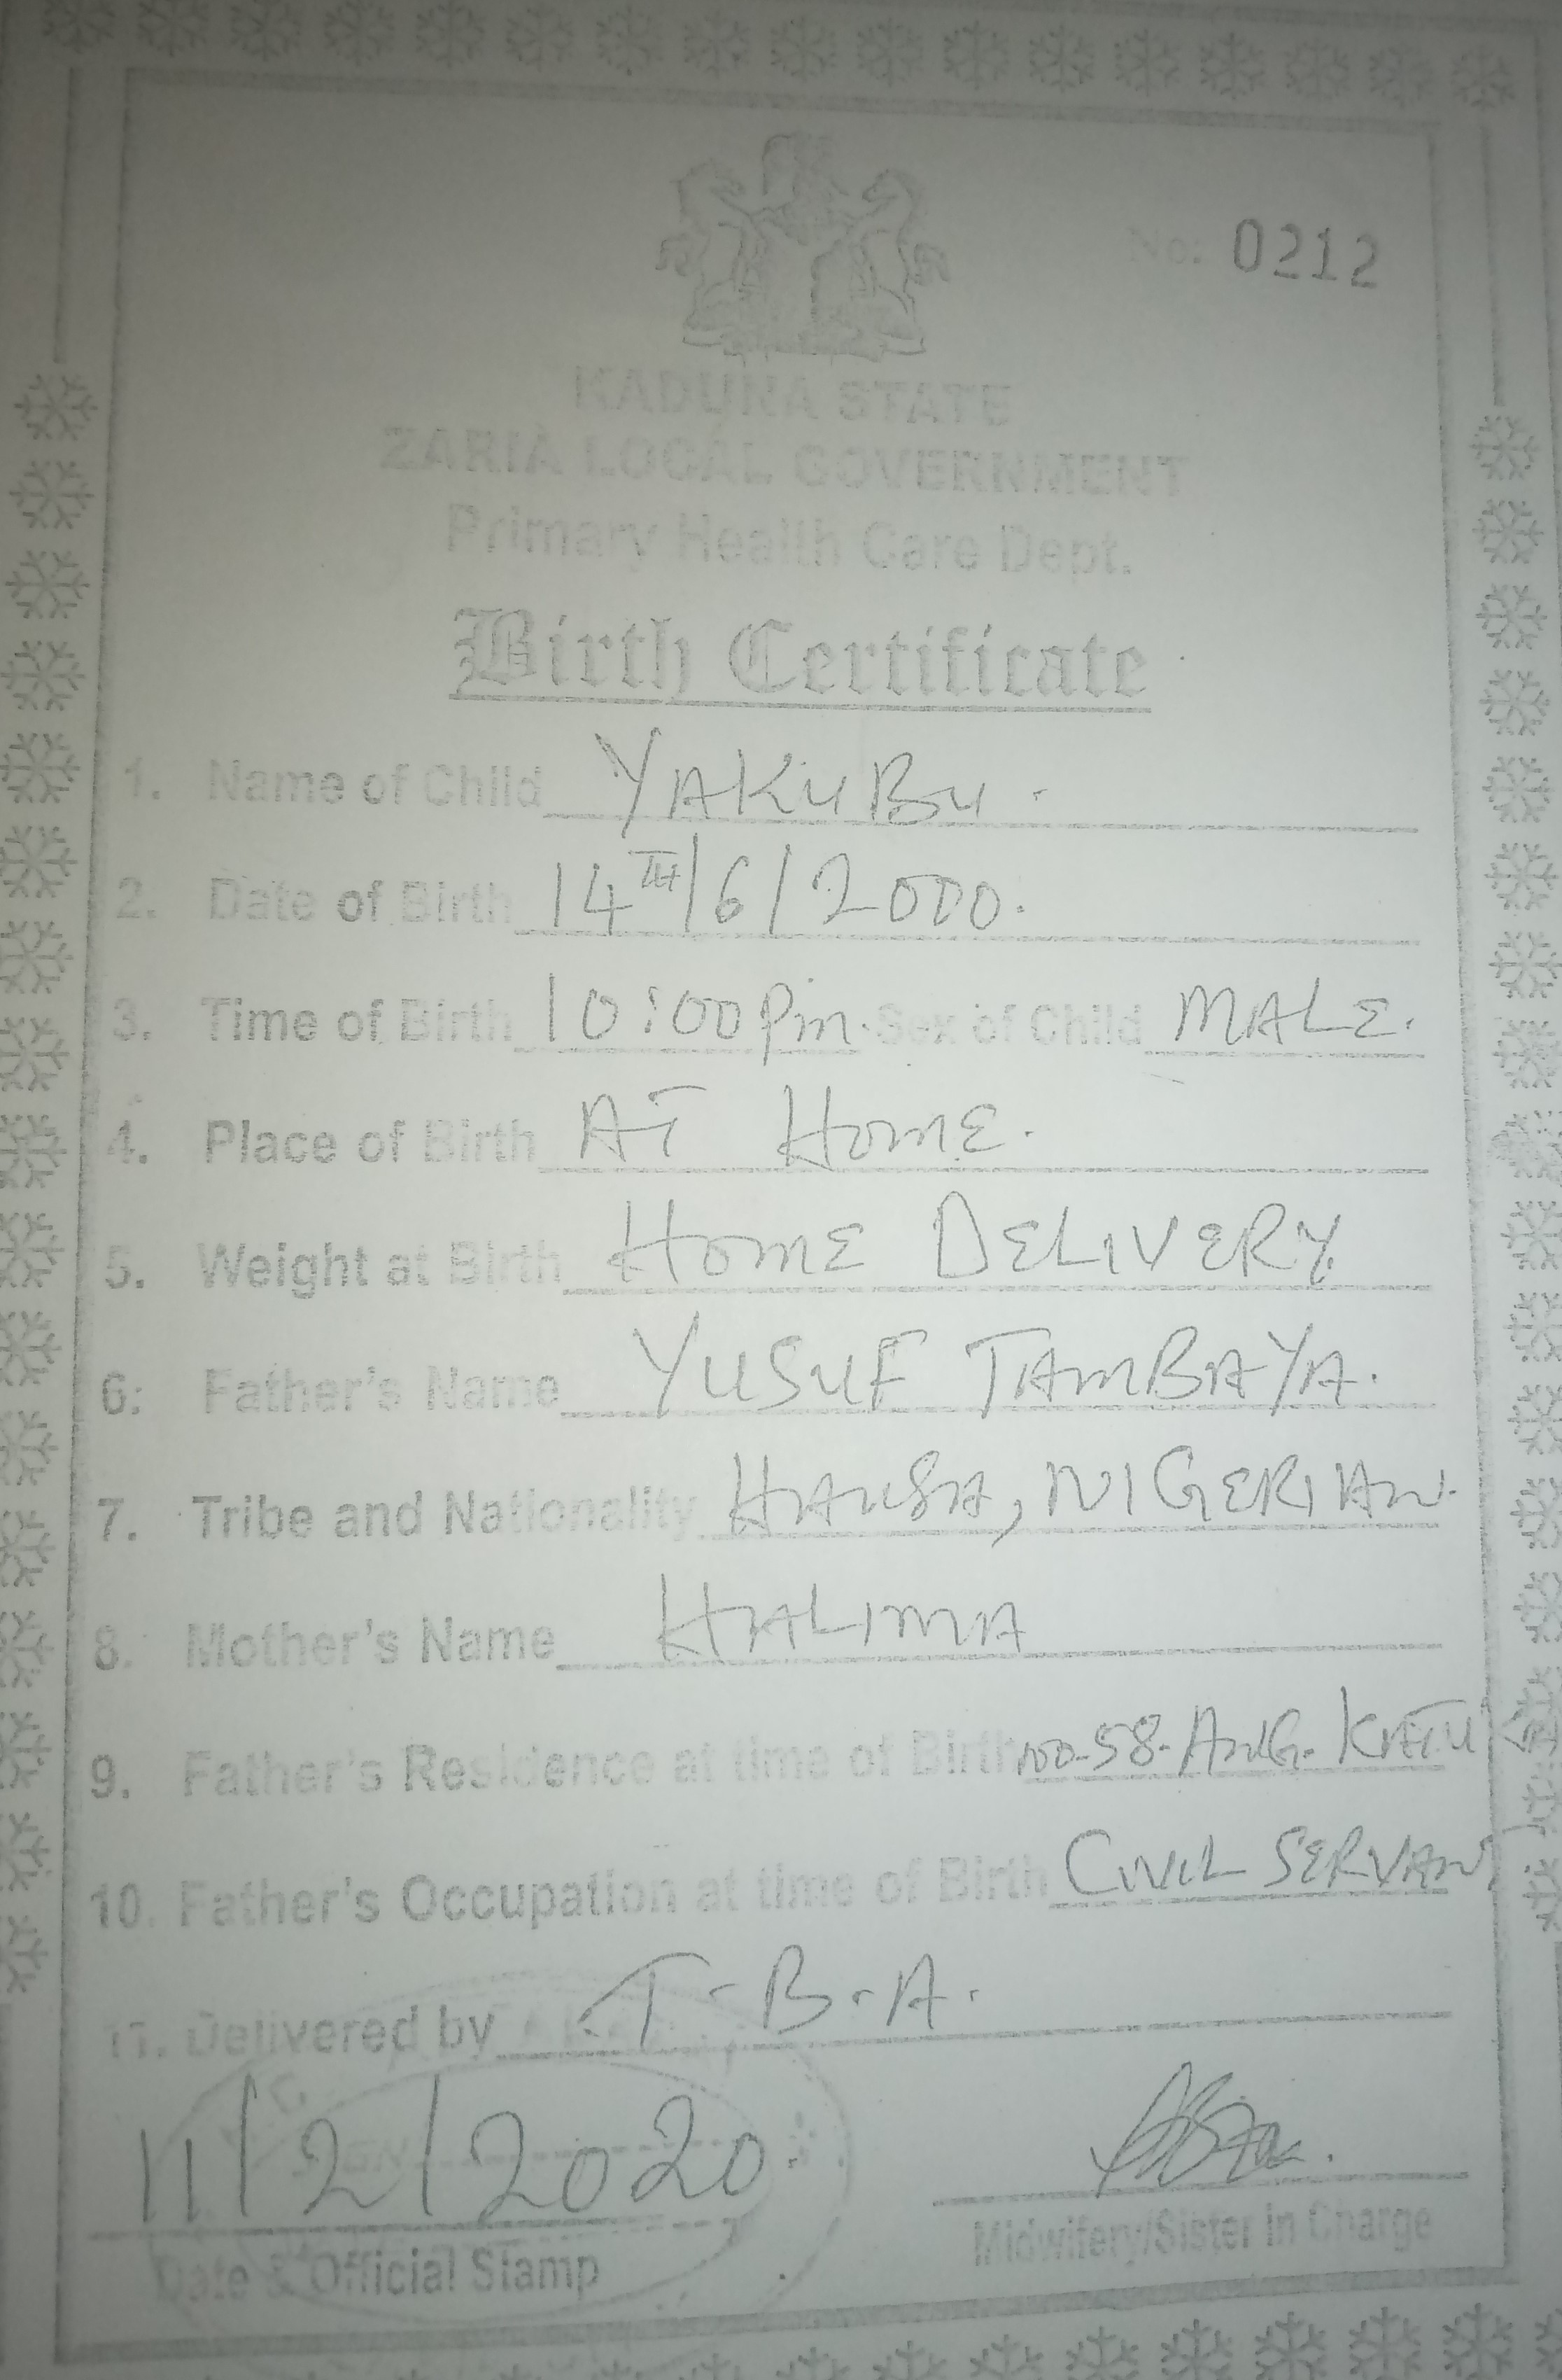 No: 0212
KADUNA STATE
ZARIA LOCAL GOVERNMENT
Primary Health Care Dept.
Birth Certificate
1. Name of Child YAKUBU.
2. Date of Birth 14TH/6/2000.
3. Time of Birth 10:00pm. Sex of Child MALE.
4. Place of Birth AT HOME.
5. Weight at Birth HOME DELIVERY.
6: Father's Name YUSUF TAMBAYA.
7. Tribe and Nationality HAUSA, NIGERIAN.
8. Mother's Name HALIMA
9. Father's Residence at time of Birth 58. ANG.
10. Father's Occupation at time of Birth CIVIL SERVANT
11. Delivered by T-B-A.
11/2/2020
Date & Official Stamp
Midwifery/Sister in Charge